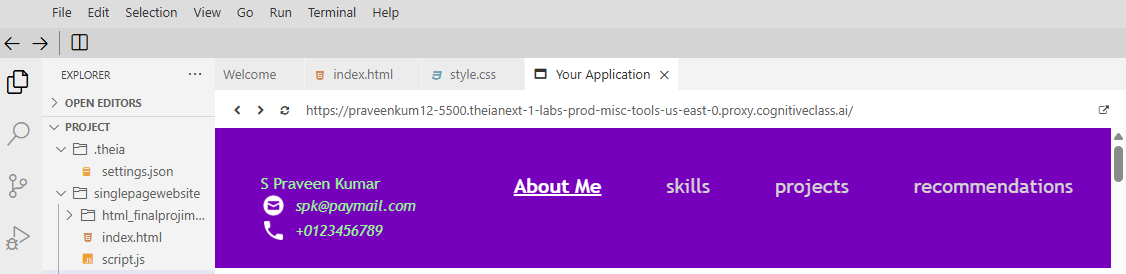 File Edit Selection View Go Run Terminal Help
EXPLORER ···
Welcome index.html style.css Your Application ×
OPEN EDITORS
https://praveenkum12-5500.theianext-1-labs-prod-misc-tools-us-east-0.proxy.cognitiveclass.ai/
PROJECT
.theia
settings.json
singlepagewebsite
html_finalprojim...
index.html
script.js
S Praveen Kumar
spk@paymail.com
+0123456789
About Me skills projects recommendations